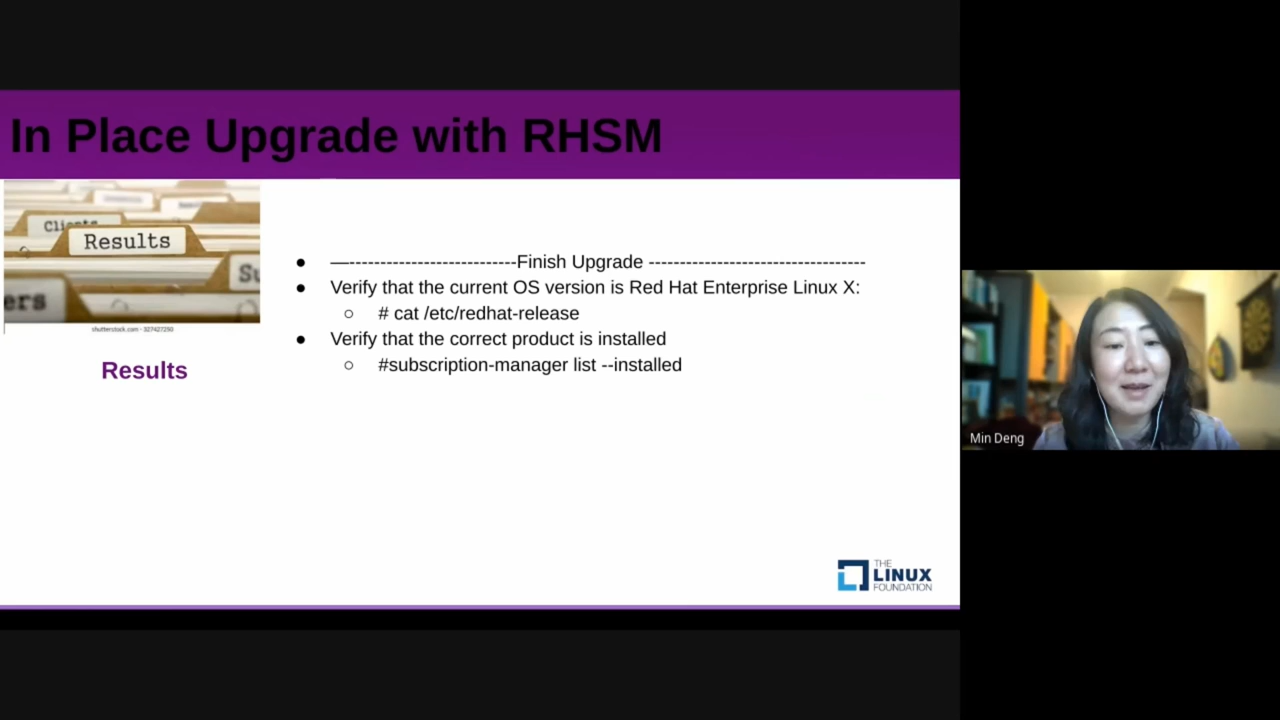 In Place Upgrade with RHSM
Clients
Results
Su
ers
shutterstock.com · 327427250
Results
● —---------------------------Finish Upgrade -----------------------------------
● Verify that the current OS version is Red Hat Enterprise Linux X:
○ # cat /etc/redhat-release
● Verify that the correct product is installed
○ #subscription-manager list --installed
Min Deng
THE
LINUX
FOUNDATION